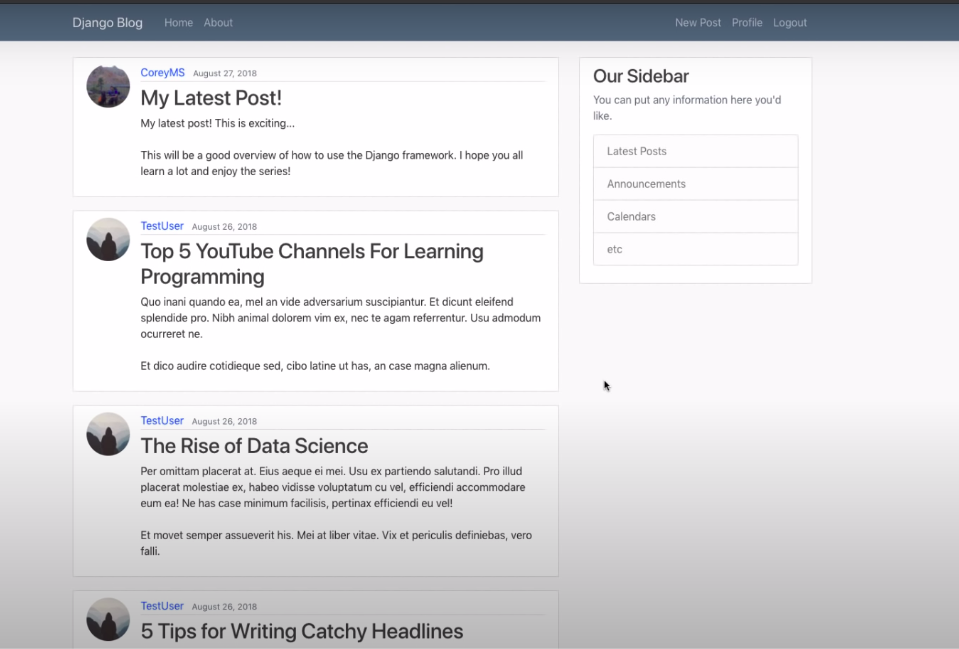 Django Blog Home About New Post Profile Logout
CoreyMS August 27, 2018
My Latest Post!
My latest post! This is exciting...
This will be a good overview of how to use the Django framework. I hope you all
learn a lot and enjoy the series!
TestUser August 26, 2018
Top 5 YouTube Channels For Learning
Programming
Quo inani quando ea, mel an vide adversarium suscipiantur. Et dicunt eleifend
splendide pro. Nibh animal dolorem vim ex, nec te agam referrentur. Usu admodum
ocurreret ne.
Et dico audire cotidieque sed, cibo latine ut has, an case magna alienum.
TestUser August 26, 2018
The Rise of Data Science
Per omittam placerat at. Eius aeque ei mei. Usu ex partiendo salutandi. Pro illud
placerat molestiae ex, habeo vidisse voluptatum cu vel, efficiendi accommodare
eum ea! Ne has case minimum facilisis, pertinax efficiendi eu vel!
Et movet semper assueverit his. Mei at liber vitae. Vix et periculis definiebas, vero
falli.
TestUser August 26, 2018
5 Tips for Writing Catchy Headlines
Our Sidebar
You can put any information here you'd
like.
Latest Posts
Announcements
Calendars
etc